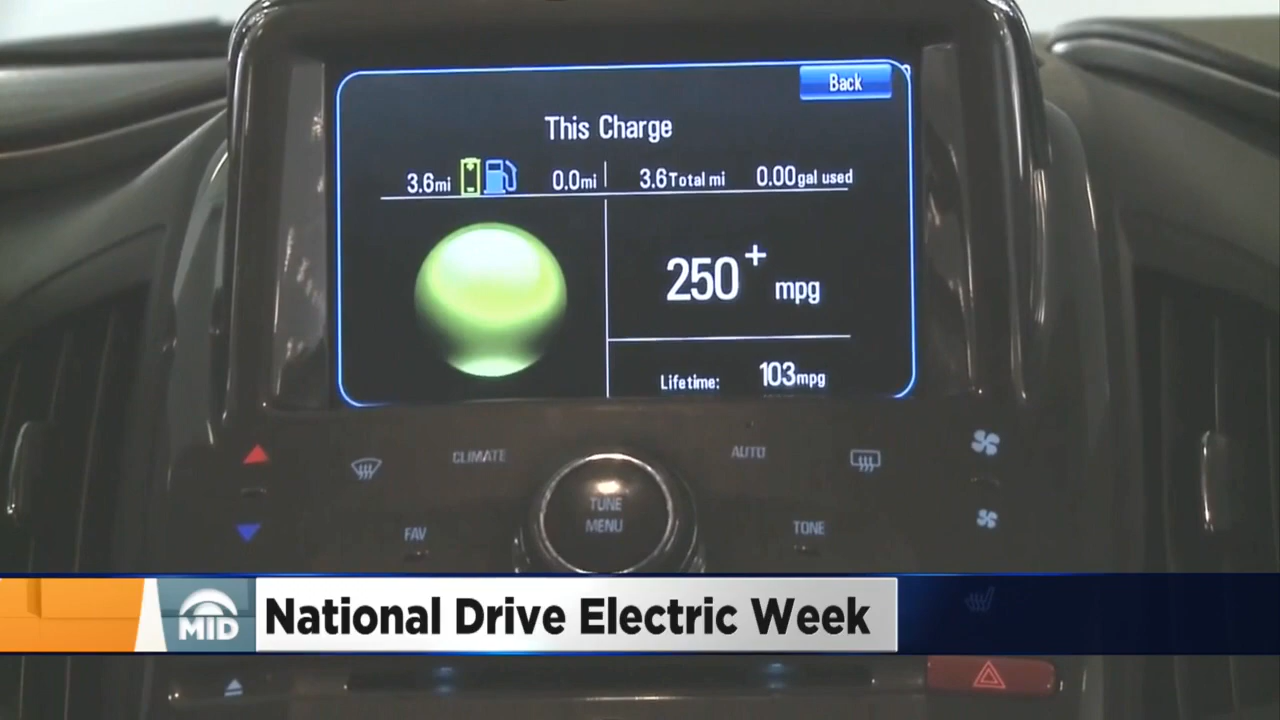 Back
This Charge
3.6mi 0.0mi 3.6Total mi 0.00gal used
250+ mpg
Lifetime: 103mpg
CLIMATE
AUTO
TUNE
MENU
FAV
TONE
MID
National Drive Electric Week